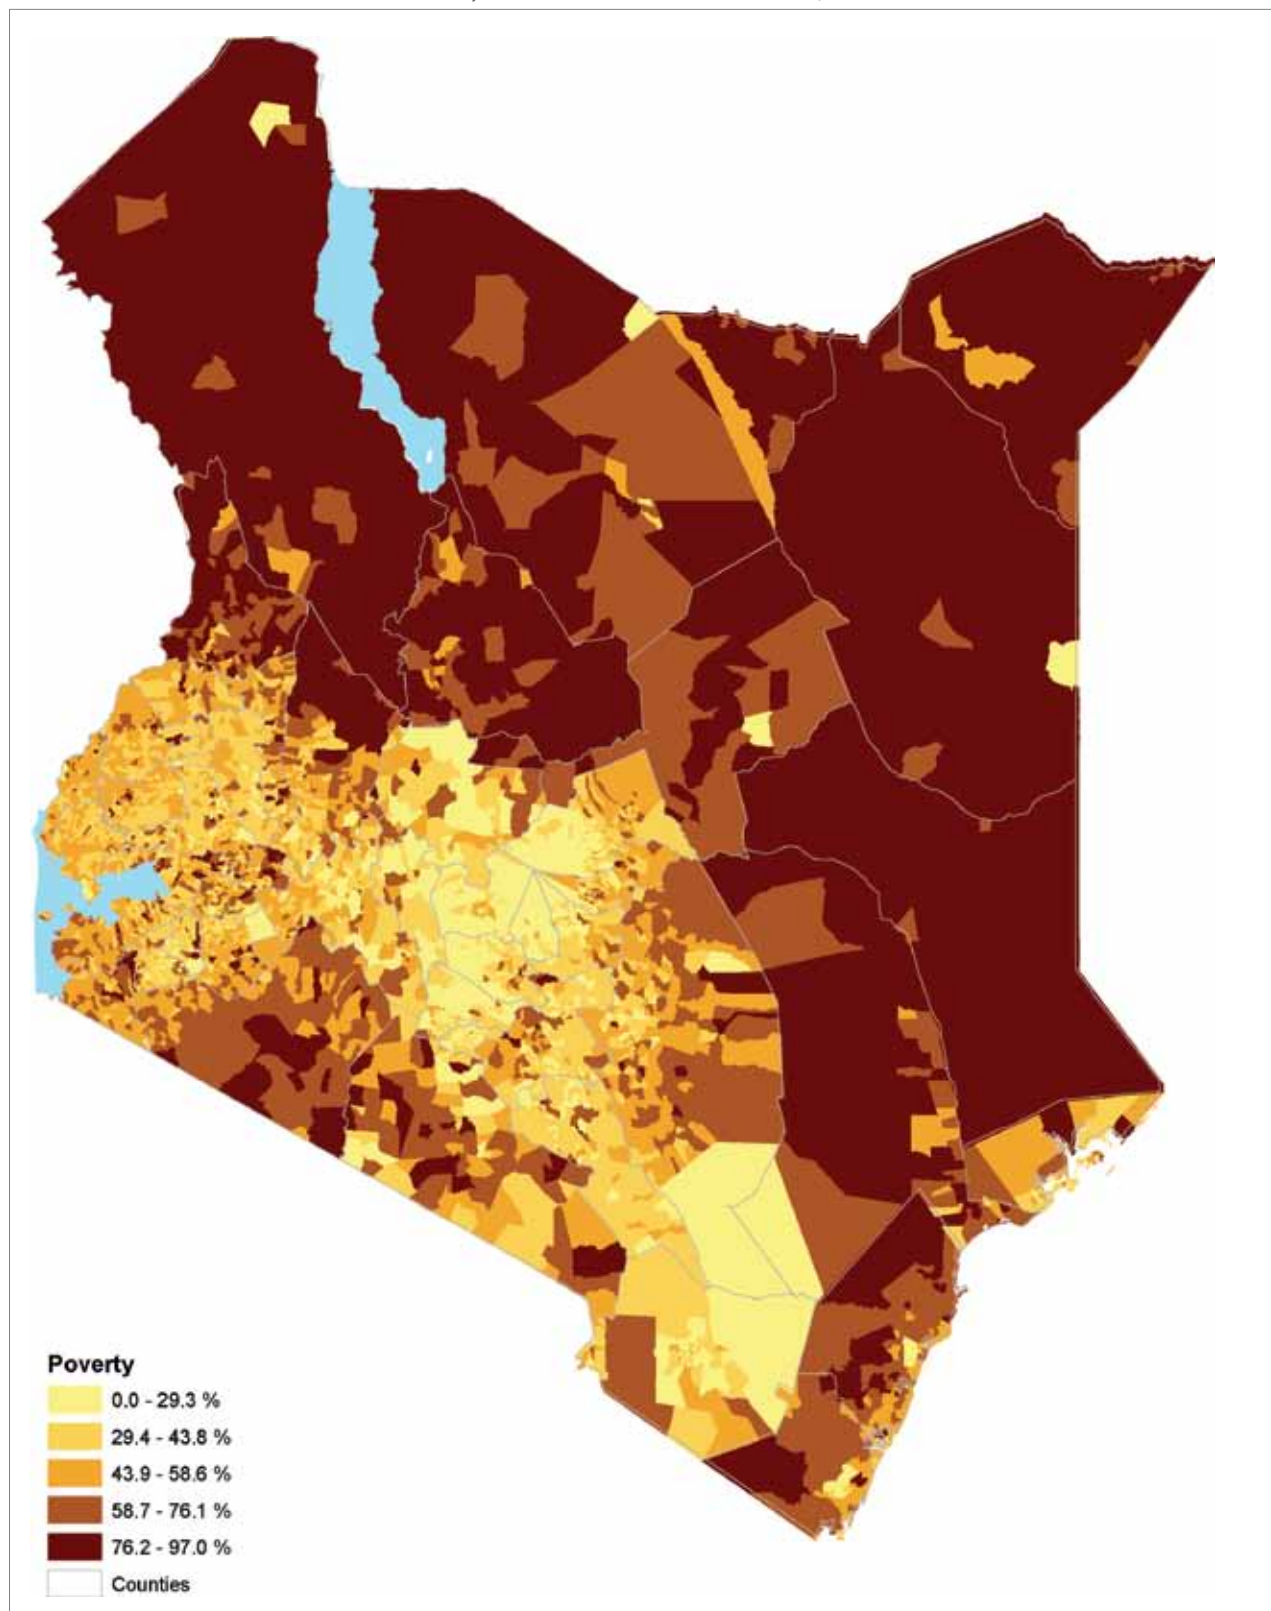 Poverty
0.0 - 29.3 %
29.4 - 43.8 %
43.9 - 58.6 %
58.7 - 76.1 %
76.2 - 97.0 %
Counties